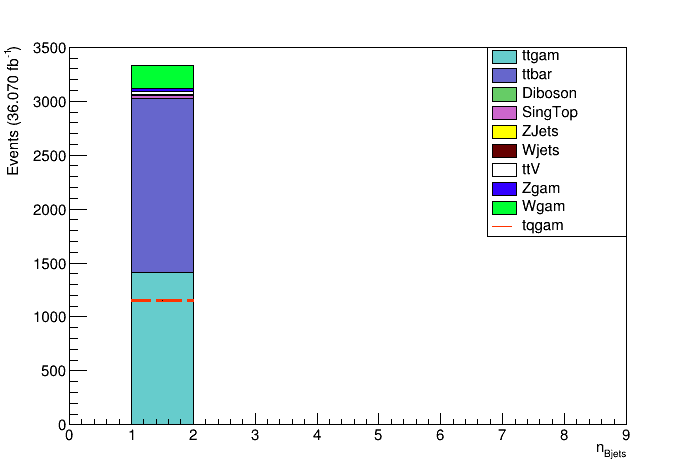 Events (36.070 fb⁻¹)
3500
3000
2500
2000
1500
1000
500
0
0 1 2 3 4 5 6 7 8 9
n_Bjets
ttgam
ttbar
Diboson
SingTop
ZJets
Wjets
ttV
Zgam
Wgam
tqgam